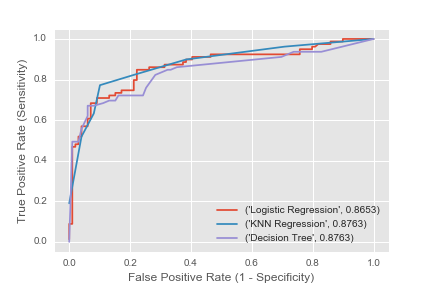 True Positive Rate (Sensitivity)
1.0
0.8
0.6
0.4
0.2
0.0
('Logistic Regression', 0.8653)
('KNN Regression', 0.8763)
('Decision Tree', 0.8763)
0.0 0.2 0.4 0.6 0.8 1.0
False Positive Rate (1 - Specificity)